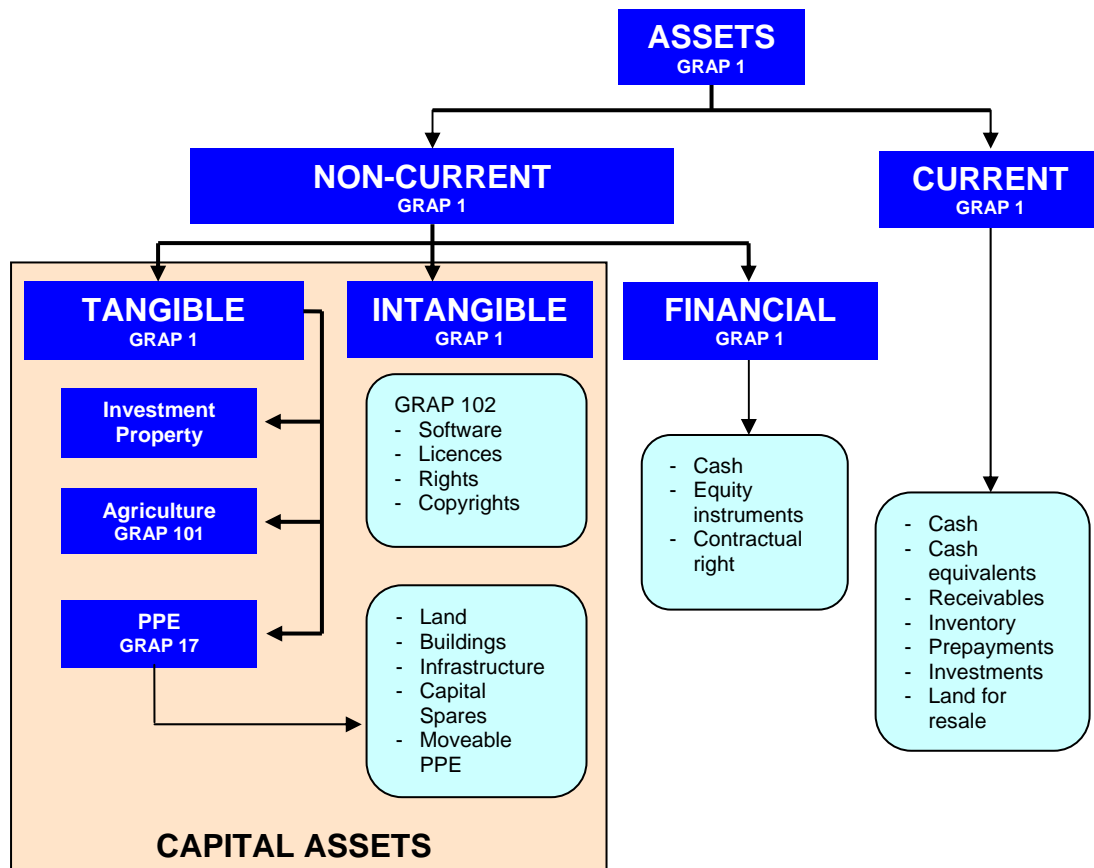 ASSETS
GRAP 1
NON-CURRENT
GRAP 1
CURRENT
GRAP 1
TANGIBLE
GRAP 1
INTANGIBLE
GRAP 1
FINANCIAL
GRAP 1
Investment
Property
Agriculture
GRAP 101
PPE
GRAP 17
GRAP 102
- Software
- Licences
- Rights
- Copyrights
- Land
- Buildings
- Infrastructure
- Capital
Spares
- Moveable
PPE
- Cash
- Equity
instruments
- Contractual
right
- Cash
- Cash
equivalents
- Receivables
- Inventory
- Prepayments
- Investments
- Land for
resale
CAPITAL ASSETS